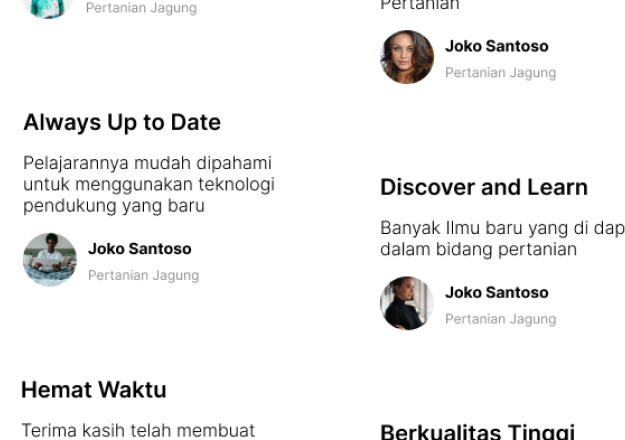 Pertanian Jagung
Always Up to Date
Pelajarannya mudah dipahami
untuk menggunakan teknologi
pendukung yang baru
Joko Santoso
Pertanian Jagung
Hemat Waktu
Terima kasih telah membuat
Pertanian
Joko Santoso
Pertanian Jagung
Discover and Learn
Banyak Ilmu baru yang di dap
dalam bidang pertanian
Joko Santoso
Pertanian Jagung
Berkualitas Tinggi